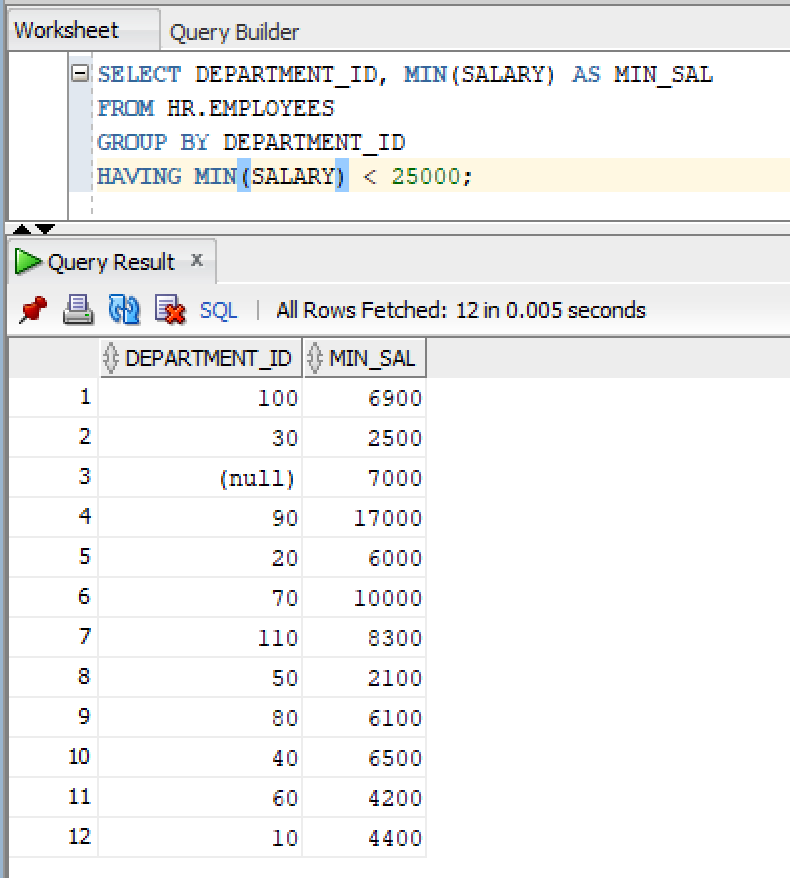 Worksheet Query Builder
SELECT DEPARTMENT_ID, MIN(SALARY) AS MIN_SAL
FROM HR.EMPLOYEES
GROUP BY DEPARTMENT_ID
HAVING MIN(SALARY) < 25000;
Query Result x
SQL | All Rows Fetched: 12 in 0.005 seconds
DEPARTMENT_ID MIN_SAL
1 100 6900
2 30 2500
3 (null) 7000
4 90 17000
5 20 6000
6 70 10000
7 110 8300
8 50 2100
9 80 6100
10 40 6500
11 60 4200
12 10 4400